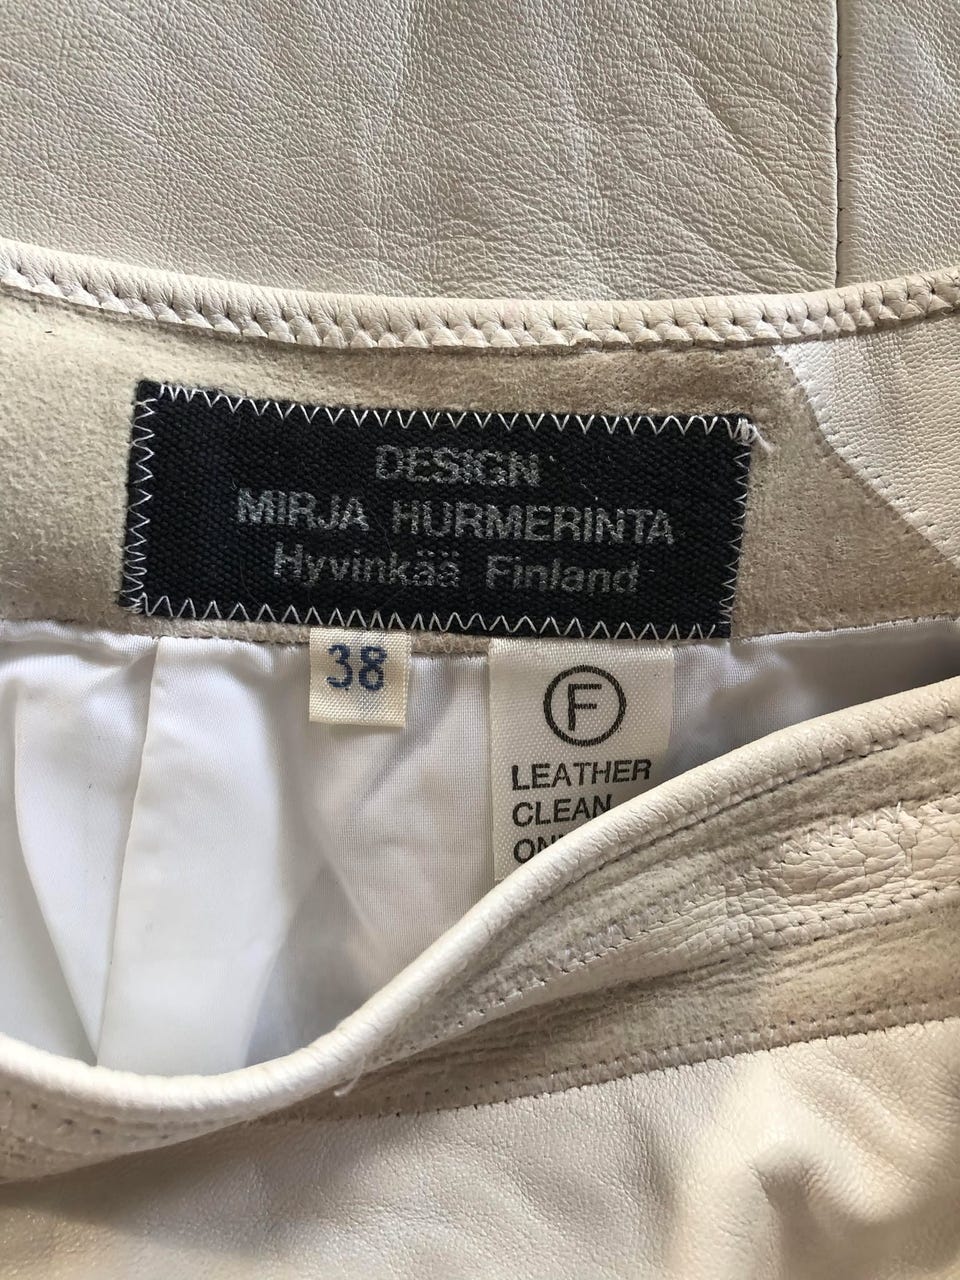 DESIGN
MIRJA HURMERINTA
Hyvinkää Finland
38
F
LEATHER
CLEAN